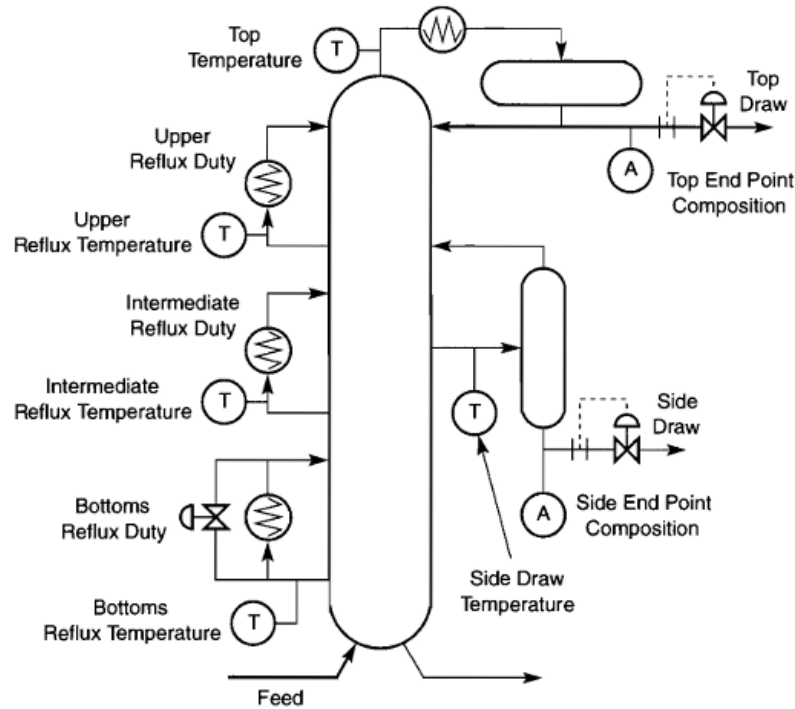 Top
Temperature
T
Top
Draw
Upper
Reflux Duty
A
Top End Point
Composition
Upper
Reflux Temperature
T
Intermediate
Reflux Duty
Intermediate
Reflux Temperature
T
T
Side
Draw
Bottoms
Reflux Duty
A
Side End Point
Composition
Side Draw
Temperature
Bottoms
Reflux Temperature
T
Feed